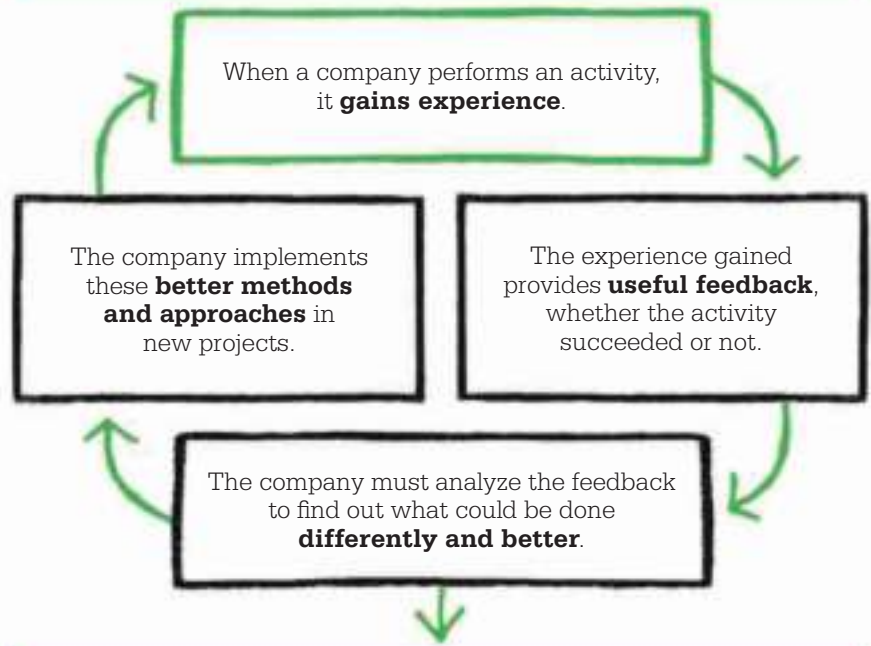 When a company performs an activity,
it gains experience.
The experience gained
provides useful feedback,
whether the activity
succeeded or not.
The company must analyze the feedback
to find out what could be done
differently and better.
The company implements
these better methods
and approaches in
new projects.